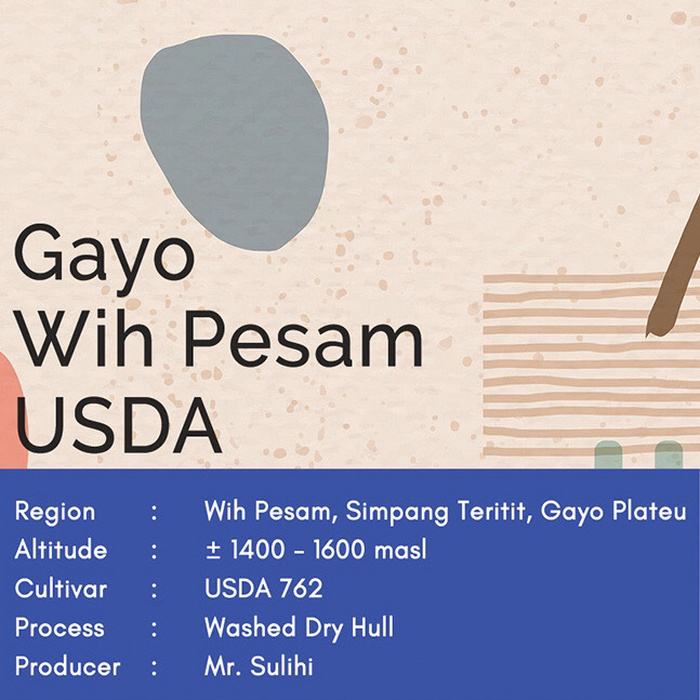 Gayo
Wih Pesam
USDA
Region : Wih Pesam, Simpang Teritit, Gayo Plateu
Altitude : ± 1400 - 1600 masl
Cultivar : USDA 762
Process : Washed Dry Hull
Producer : Mr. Sulihi